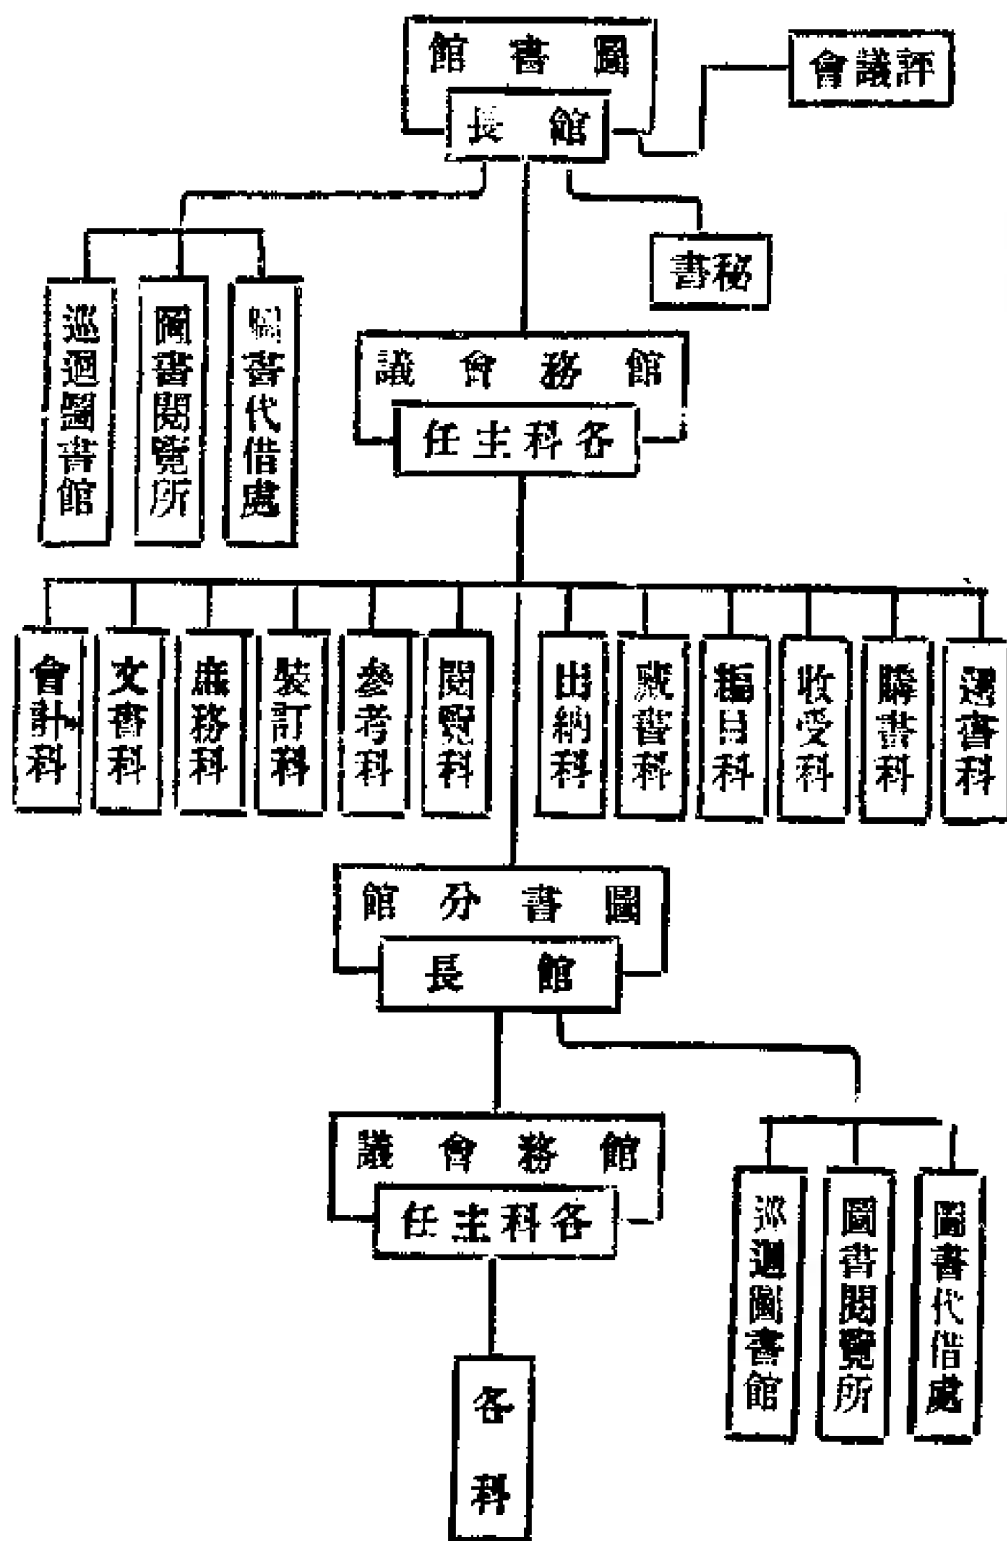 圖書館
館長
評議會
秘書
圖書代借處
圖書閱覽所
巡迴圖書館
館務會議
各科主任
選書科
購書科
收受科
編目科
藏書科
出納科
閱覽科
參考科
裝訂科
庶務科
文書科
會計科
圖書分館
館長
館務會議
各科主任
圖書代借處
圖書閱覽所
巡迴圖書館
各科